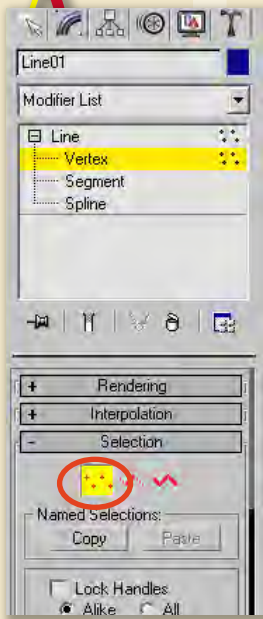 Line01
Modifier List
Line
Vertex
Segment
Spline
+ Rendering
+ Interpolation
- Selection
Named Selections:
Copy Paste
Lock Handles
Alike All